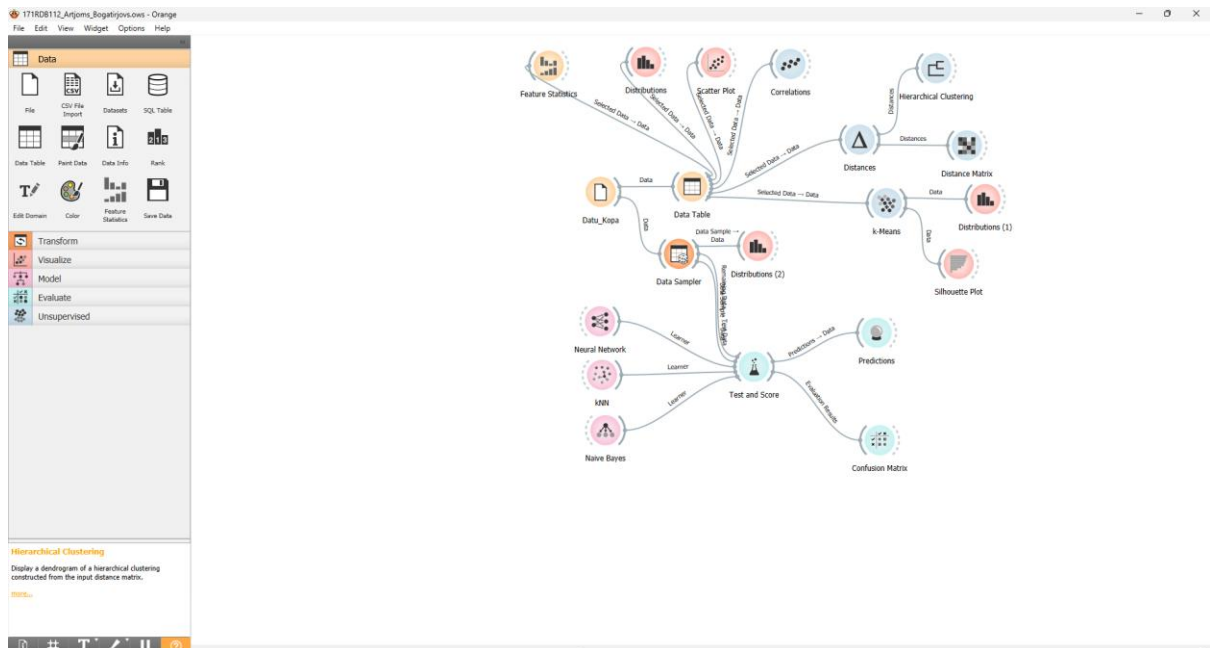 171RDB112_Artjoms_Bogatirjovs.ows - Orange
File Edit View Widget Options Help
Data
File CSV File Import Datasets SQL Table
Data Table Paint Data Data Info Rank
Edit Domain Color Feature Statistics Save Data
Transform
Visualize
Model
Evaluate
Unsupervised
Hierarchical Clustering
Display a dendrogram of a hierarchical clustering
constructed from the input distance matrix.
more...
Feature Statistics
Distributions
Scatter Plot
Correlations
Hierarchical Clustering
Selected Data → Data
Selected Data → Data
Selected Data → Data
Selected Data → Data
Distances
Distances
Distances
Distance Matrix
Selected Data → Data
Data
Datu_Kopa
Data Table
Selected Data → Data
k-Means
Data
Distributions (1)
Data
Silhouette Plot
Data
Data Sampler
Data Sample →
Data
Distributions (2)
Neural Network
Learner
kNN
Learner
Naive Bayes
Learner
Test and Score
Predictions → Data
Predictions
Evaluation Results
Confusion Matrix